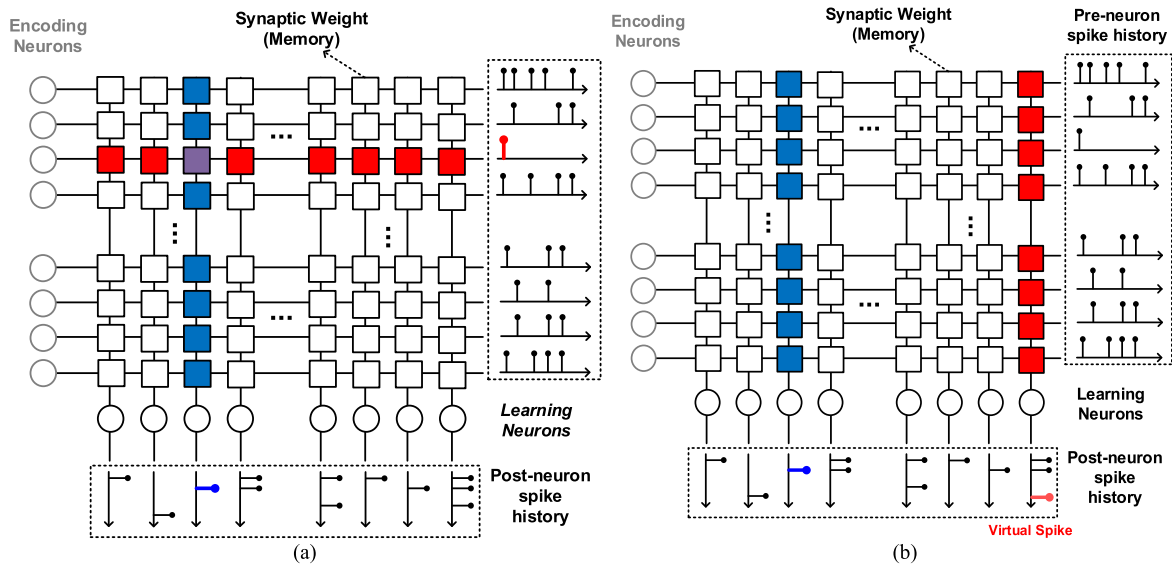 Encoding
Neurons
Synaptic Weight
(Memory)
...
...
...
...
Learning
Neurons
Post-neuron
spike
history
(a)
Encoding
Neurons
Synaptic Weight
(Memory)
Pre-neuron
spike history
...
...
...
...
Learning
Neurons
Post-neuron
spike
history
Virtual Spike
(b)